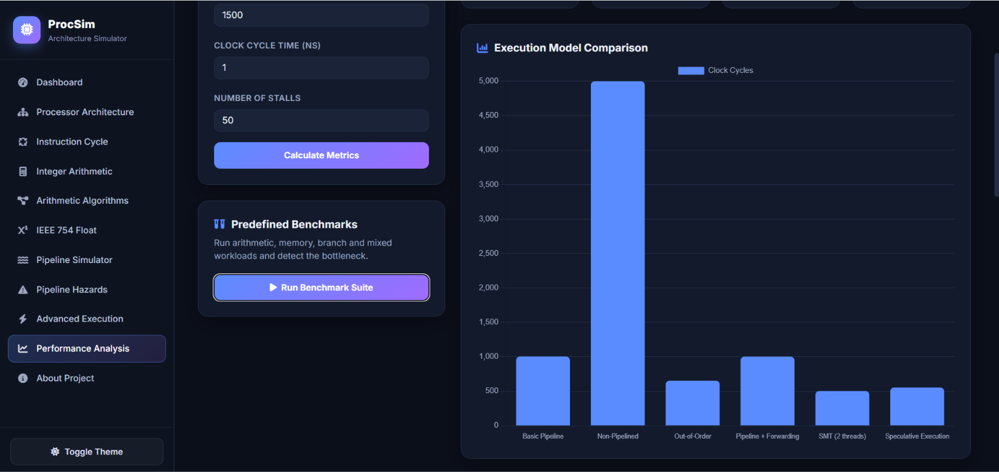 ProcSim
Architecture Simulator
Dashboard
Processor Architecture
Instruction Cycle
Integer Arithmetic
Arithmetic Algorithms
IEEE 754 Float
Pipeline Simulator
Pipeline Hazards
Advanced Execution
Performance Analysis
About Project
Toggle Theme
1500
CLOCK CYCLE TIME (NS)
1
NUMBER OF STALLS
50
Calculate Metrics
Predefined Benchmarks
Run arithmetic, memory, branch and mixed
workloads and detect the bottleneck.
Run Benchmark Suite
Execution Model Comparison
Clock Cycles
5,000
4,500
4,000
3,500
3,000
2,500
2,000
1,500
1,000
500
0
Basic Pipeline Non-Pipelined Out-of-Order Pipeline + Forwarding SMT (2 threads) Speculative Execution